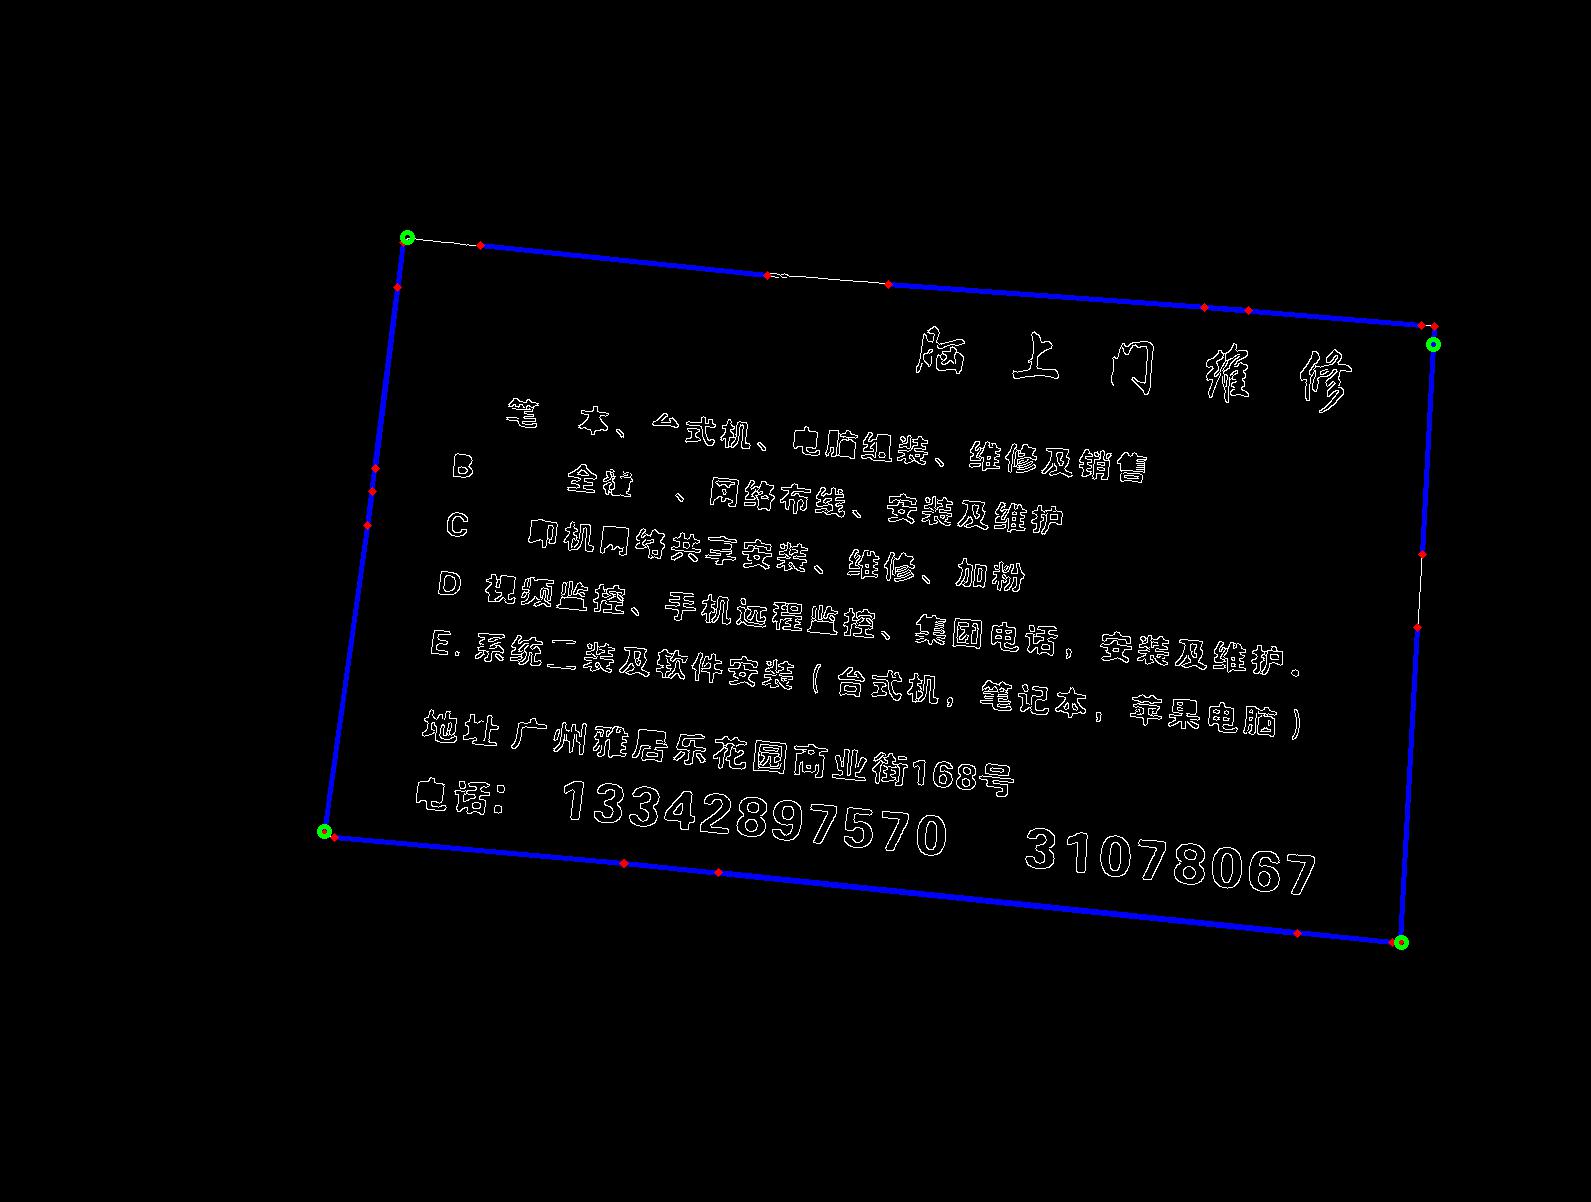 脑上门维修
笔 本、台式机、电脑组装、维修及销售
B 全 、网络布线、安装及维护
C 印机网络共享安装、维修、加粉
D 视频监控、手机远程监控、集团电话，安装及维护.
E.系统 装及软件安装（台式机，笔记本，苹果电脑）
地址 广州雅居乐花园商业街168号
电话： 13342897570 31078067